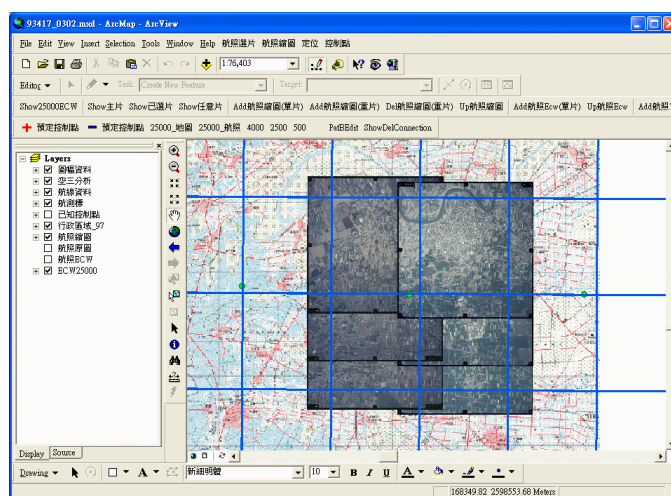 93417_0302.mxd - ArcMap - ArcView
File Edit View Insert Selection Tools Window Help 航照選片 航照縮圖 定位 控制點
1:76,403
Editor Task: Create New Feature Target:
Show25000ECW Show主片 Show已選片 Show任意片 Add航照縮圖(單片) Add航照縮圖(重片) Del航照縮圖(重片) Up航照縮圖 Add航照Ecw(單片) Up航照Ecw
預定控制點 預定控制點 25000_地圖 25000_航照 4000 2500 500 PatBEdit ShowDelConnection
Layers
圖幅資料
空三分析
航線資料
航測標
已知控制點
行政區域_97
航照縮圖
航照原圖
航照ECW
ECW25000
Display Source
Drawing A 新細明體 10 B I U A
168349.82 2598553.68 Meters